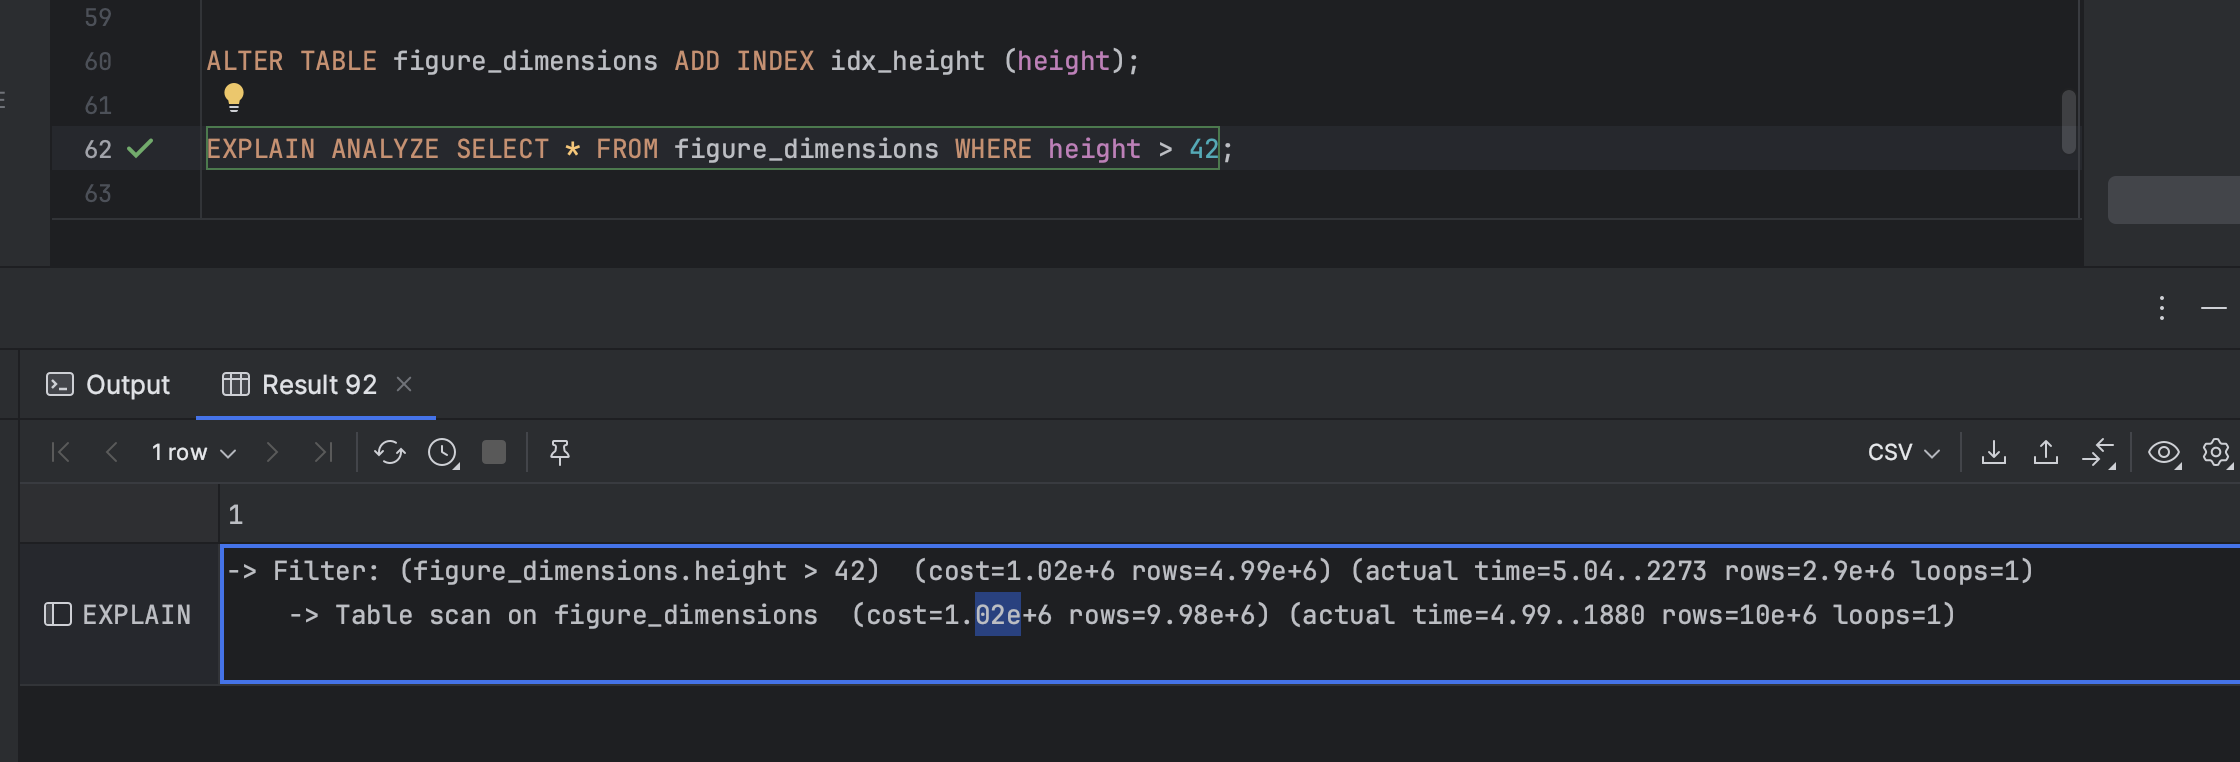 59
60 ALTER TABLE figure_dimensions ADD INDEX idx_height (height);
61
62 EXPLAIN ANALYZE SELECT * FROM figure_dimensions WHERE height > 42;
63
Output Result 92
1 row CSV
1
EXPLAIN
-> Filter: (figure_dimensions.height > 42)  (cost=1.02e+6 rows=4.99e+6) (actual time=5.04..2273 rows=2.9e+6 loops=1)
    -> Table scan on figure_dimensions  (cost=1.02e+6 rows=9.98e+6) (actual time=4.99..1880 rows=10e+6 loops=1)